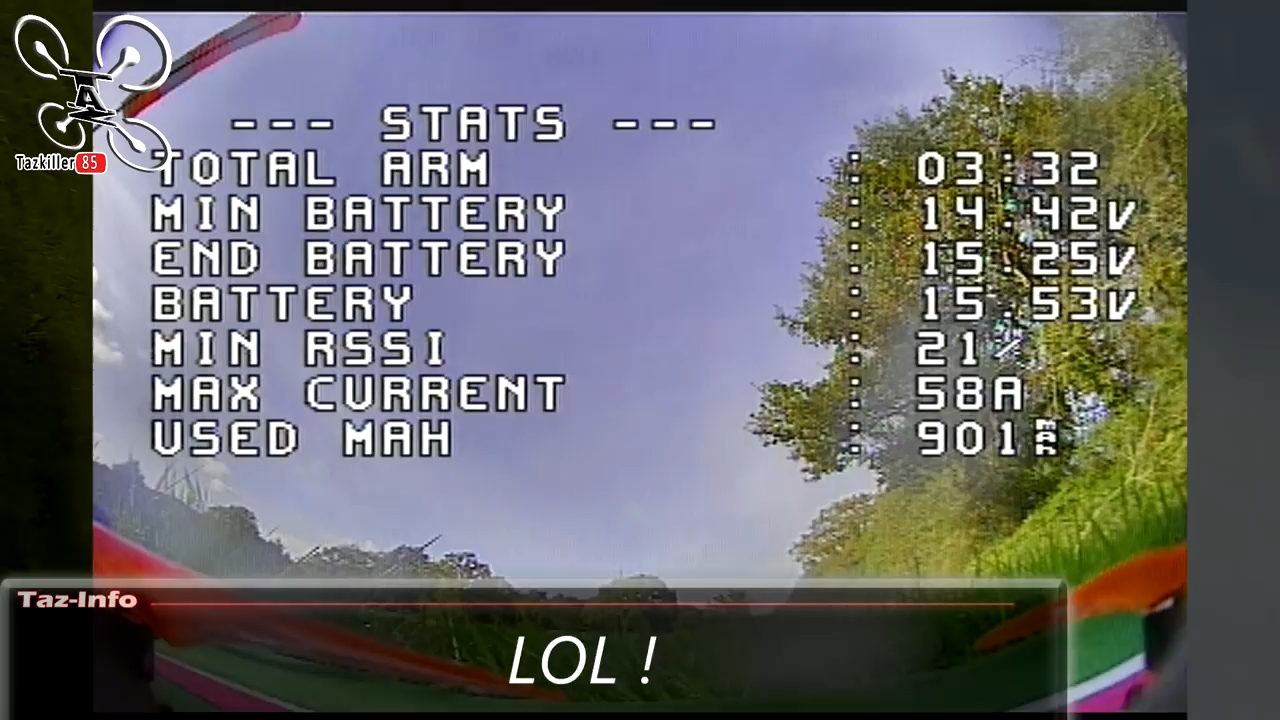 TAZ
Tazkiller85
--- STATS ---
TOTAL ARM : 03:32
MIN BATTERY : 14.42V
END BATTERY : 15.25V
BATTERY : 15.53V
MIN RSSI : 21%
MAX CURRENT : 58A
USED MAH : 901mAh
Taz-Info
LOL !